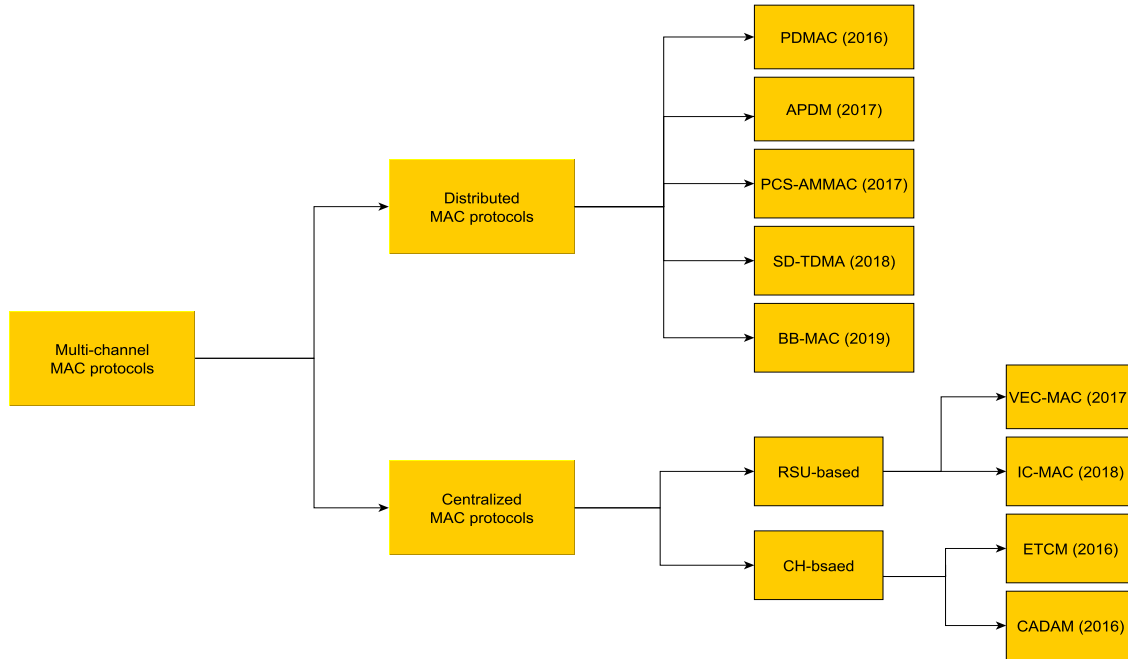 PDMAC (2016)
APDM (2017)
PCS-AMMAC (2017)
SD-TDMA (2018)
BB-MAC (2019)
Distributed
MAC protocols
Multi-channel
MAC protocols
Centralized
MAC protocols
RSU-based
CH-bsaed
VEC-MAC (2017
IC-MAC (2018)
ETCM (2016)
CADAM (2016)